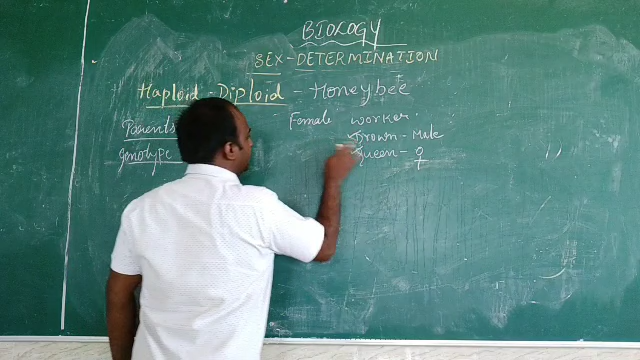 BIOLOGY
SEX-DETERMINATION
Haploid - Diploid - Honeybee
Parents Female worker
Drown - Male
Genotype Queen - ♀